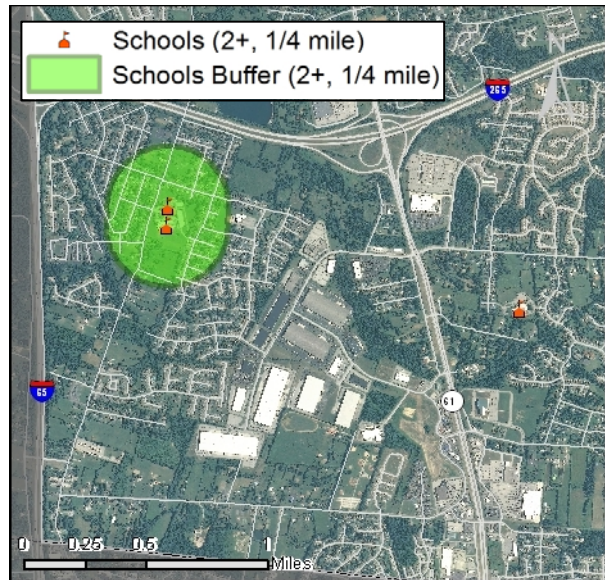 Schools (2+, 1/4 mile)
Schools Buffer (2+, 1/4 mile)
N
265
65
61
0 0.25 0.5 1
Miles